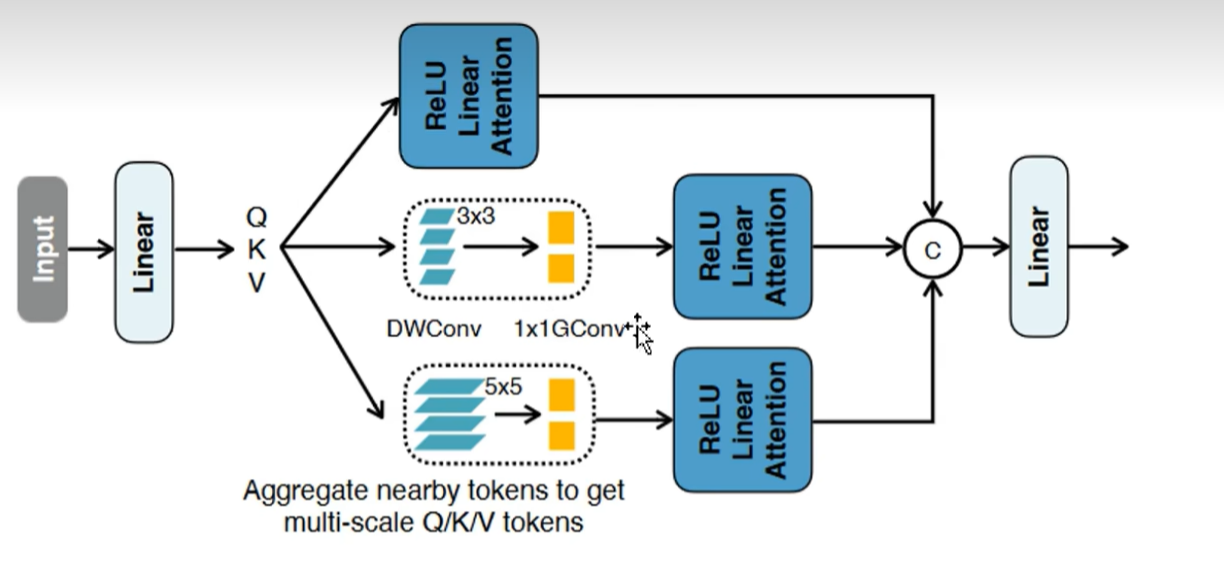 Input
Linear
Q
K
V
ReLU
Linear
Attention
3x3
DWConv
1x1GConv
ReLU
Linear
Attention
5x5
ReLU
Linear
Attention
Aggregate nearby tokens to get
multi-scale Q/K/V tokens
C
Linear